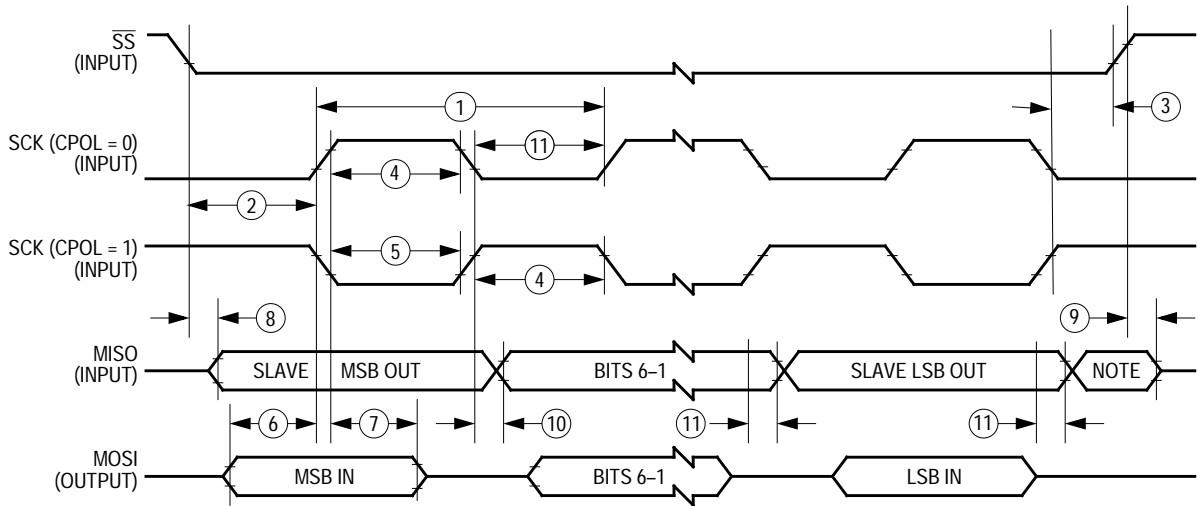 SS
(INPUT)
1
3
SCK (CPOL = 0)
(INPUT)
11
4
2
SCK (CPOL = 1)
(INPUT)
5
4
8
9
MISO
(INPUT)
SLAVE MSB OUT
BITS 6–1
SLAVE LSB OUT
NOTE
6
7
10
11
11
MOSI
(OUTPUT)
MSB IN
BITS 6–1
LSB IN